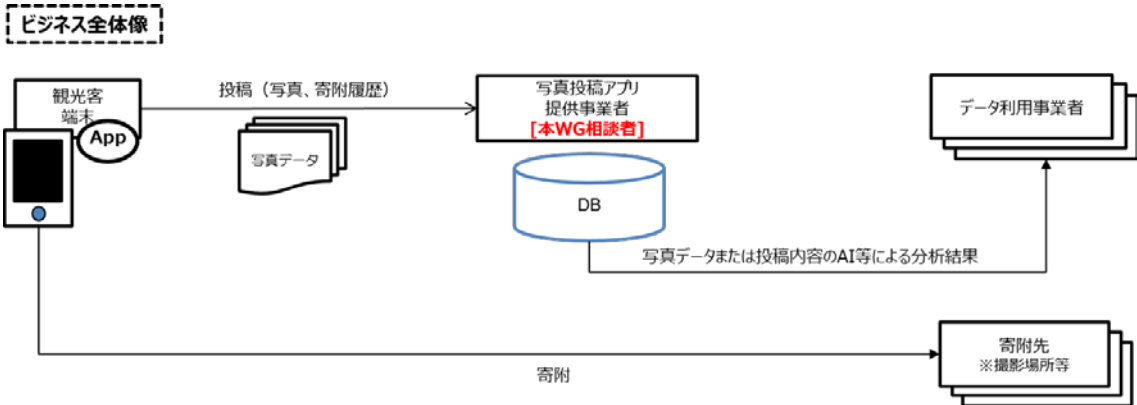 ビジネス全体像
観光客
端末
App
投稿（写真、寄附履歴）
写真データ
写真投稿アプリ
提供事業者
[本WG相談者]
DB
データ利用事業者
写真データまたは投稿内容のAI等による分析結果
寄附先
※撮影場所等
寄附